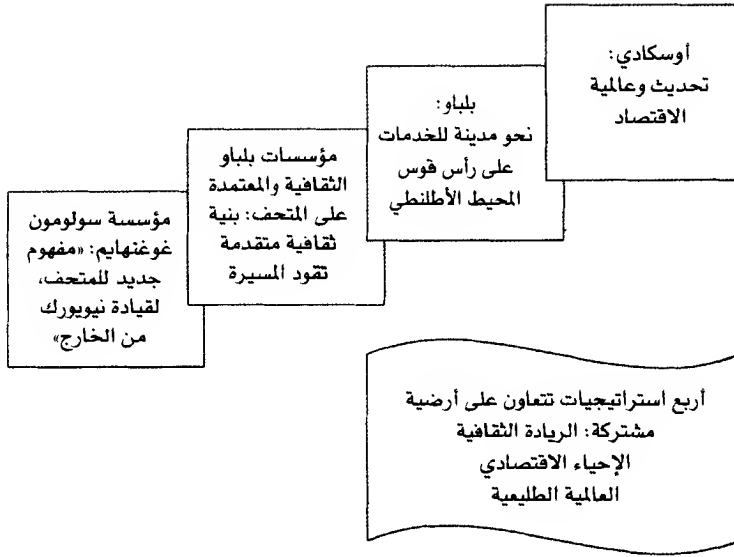 أوسكادي:
تحديث وعالمية
الاقتصاد
بلباو:
نحو مدينة للخدمات
على رأس قوس
المحيط الأطلنطي
مؤسسات بلباو
الثقافية والمعتمدة
على المتحف: بنية
ثقافية متقدمة
تقود المسيرة
مؤسسة سولومون
غوغنهايم: «مفهوم
جديد للمتحف،
لقيادة نيويورك
من الخارج»
أربع استراتيجيات تتعاون على أرضية
مشتركة: الريادة الثقافية
الإحياء الاقتصادي
العالمية الطليعية